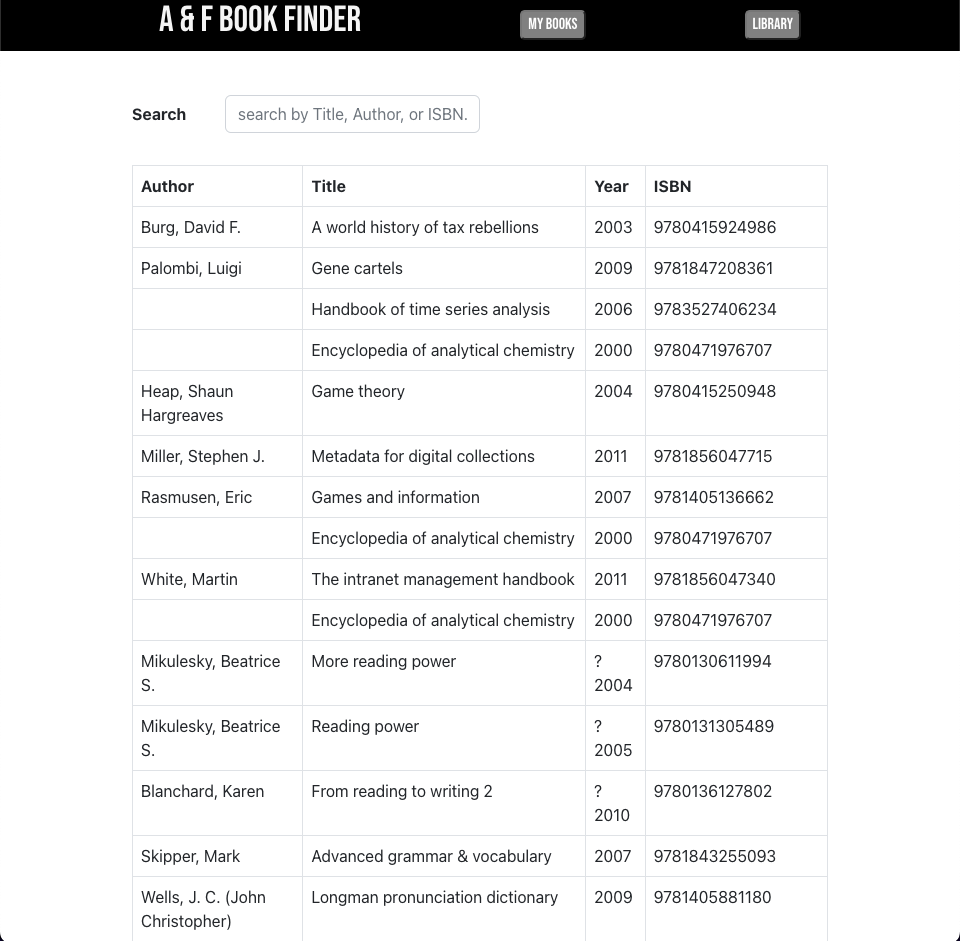 A & F BOOK FINDER MY BOOKS LIBRARY
Search search by Title, Author, or ISBN.
Author Title Year ISBN
Burg, David F. A world history of tax rebellions 2003 9780415924986
Palombi, Luigi Gene cartels 2009 9781847208361
Handbook of time series analysis 2006 9783527406234
Encyclopedia of analytical chemistry 2000 9780471976707
Heap, Shaun Game theory 2004 9780415250948
Hargreaves
Miller, Stephen J. Metadata for digital collections 2011 9781856047715
Rasmusen, Eric Games and information 2007 9781405136662
Encyclopedia of analytical chemistry 2000 9780471976707
White, Martin The intranet management handbook 2011 9781856047340
Encyclopedia of analytical chemistry 2000 9780471976707
Mikulesky, Beatrice More reading power ? 9780130611994
S. 2004
Mikulesky, Beatrice Reading power ? 9780131305489
S. 2005
Blanchard, Karen From reading to writing 2 ? 9780136127802
2010
Skipper, Mark Advanced grammar & vocabulary 2007 9781843255093
Wells, J. C. (John Longman pronunciation dictionary 2009 9781405881180
Christopher)